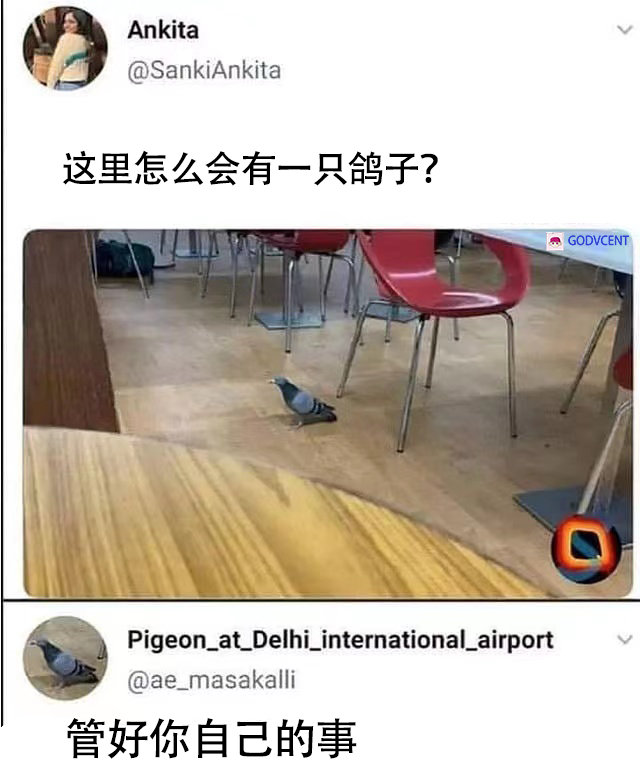 Ankita
@SankiAnkita
这里怎么会有一只鸽子?
GODVCENT
Pigeon_at_Delhi_international_airport
@ae_masakalli
管好你自己的事